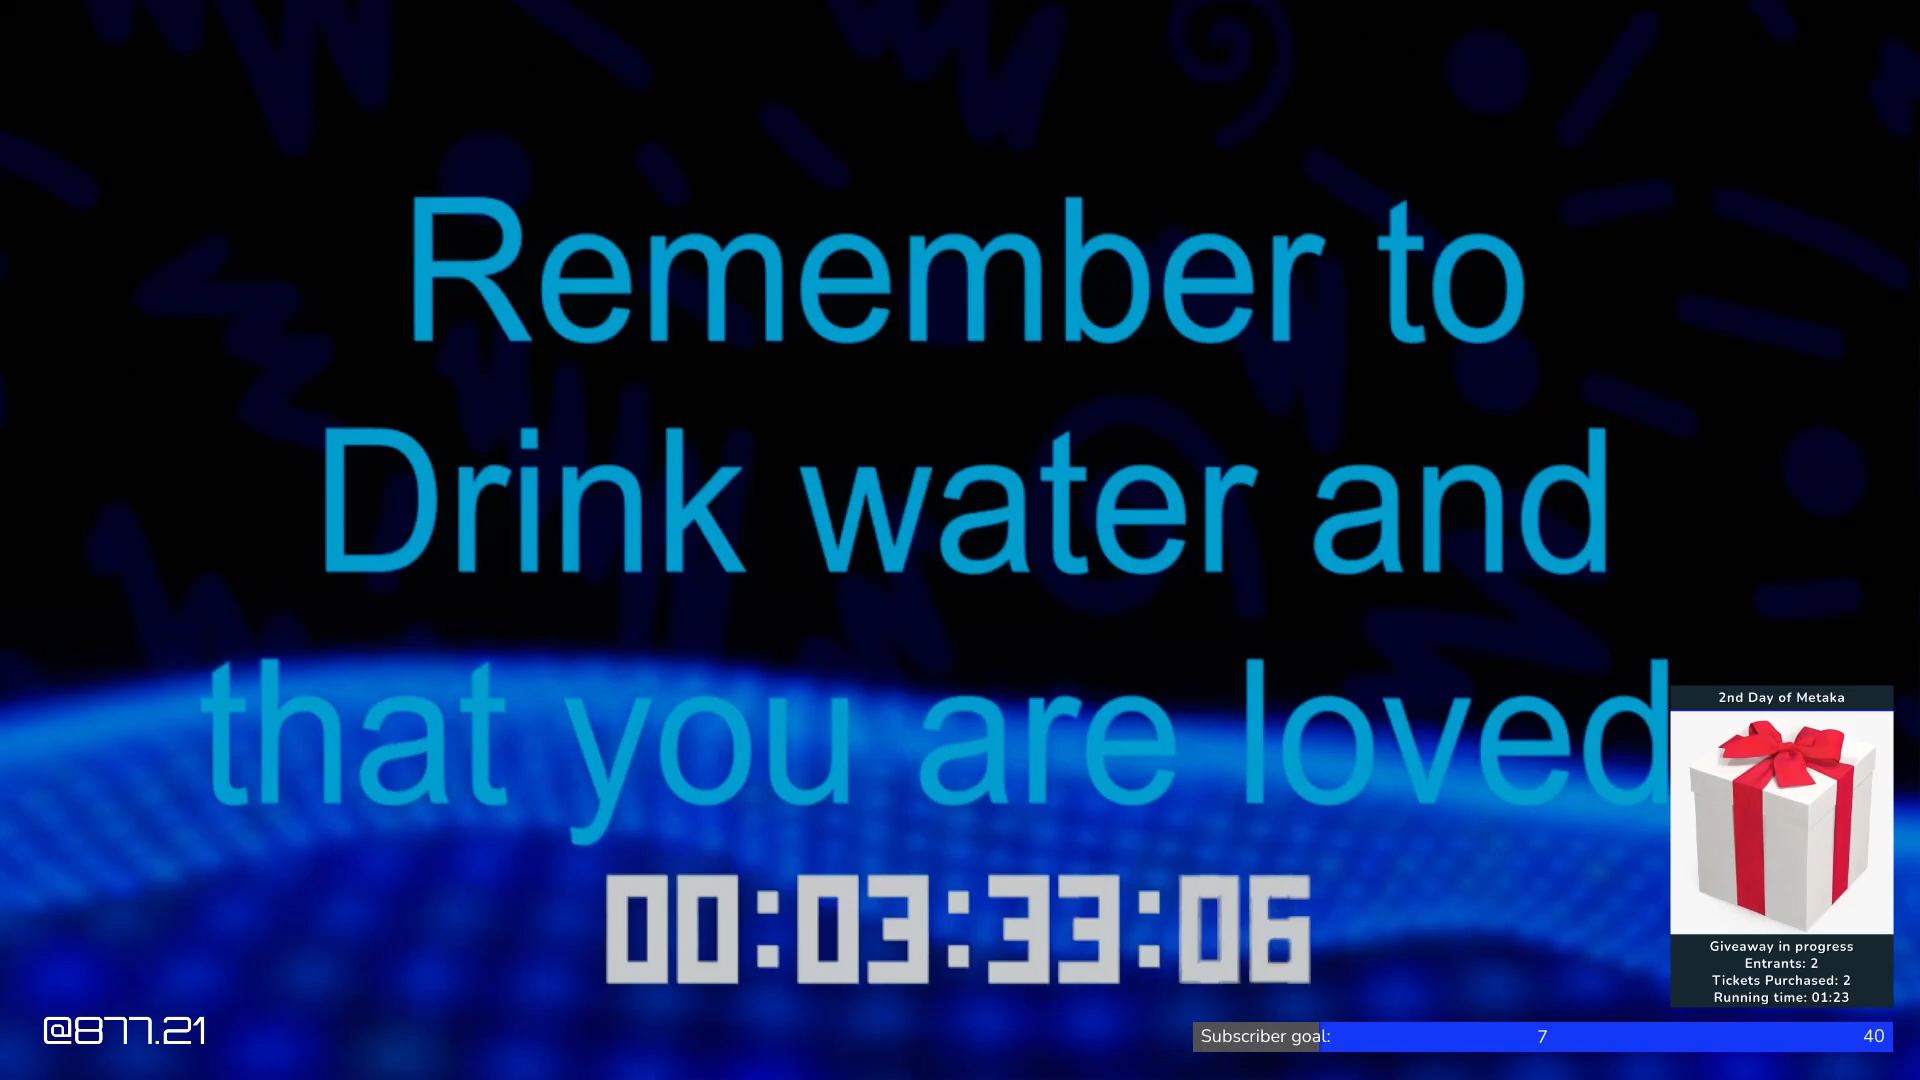 Remember to
Drink water and
that you are loved
2nd Day of Metaka
Giveaway in progress
Entrants: 2
Tickets Purchased: 2
Running time: 01:23
00:03:33:06
@877.21
Subscriber goal: 7 40